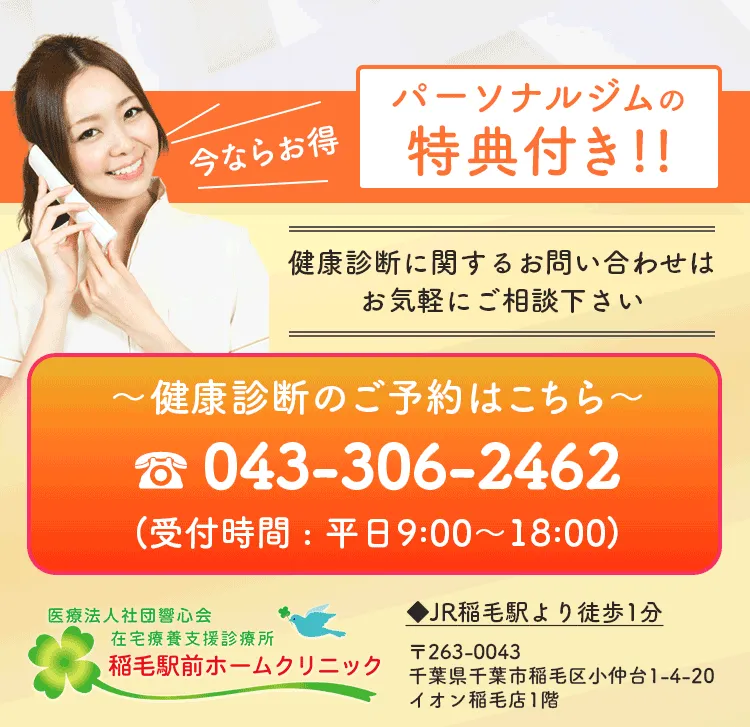 今ならお得
パーソナルジムの
特典付き!!
健康診断に関するお問い合わせは
お気軽にご相談下さい
〜健康診断のご予約はこちら〜
☎ 043-306-2462
(受付時間：平日9:00〜18:00)
医療法人社団響心会
在宅療養支援診療所
稲毛駅前ホームクリニック
◆JR稲毛駅より徒歩1分
〒263-0043
千葉県千葉市稲毛区小仲台1-4-20
イオン稲毛店1階